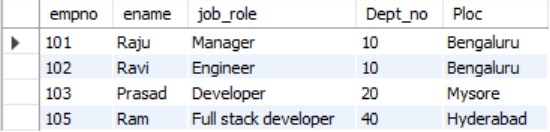 empno ename job_role Dept_no Ploc
101 Raju Manager 10 Bengaluru
102 Ravi Engineer 10 Bengaluru
103 Prasad Developer 20 Mysore
105 Ram Full stack developer 40 Hyderabad